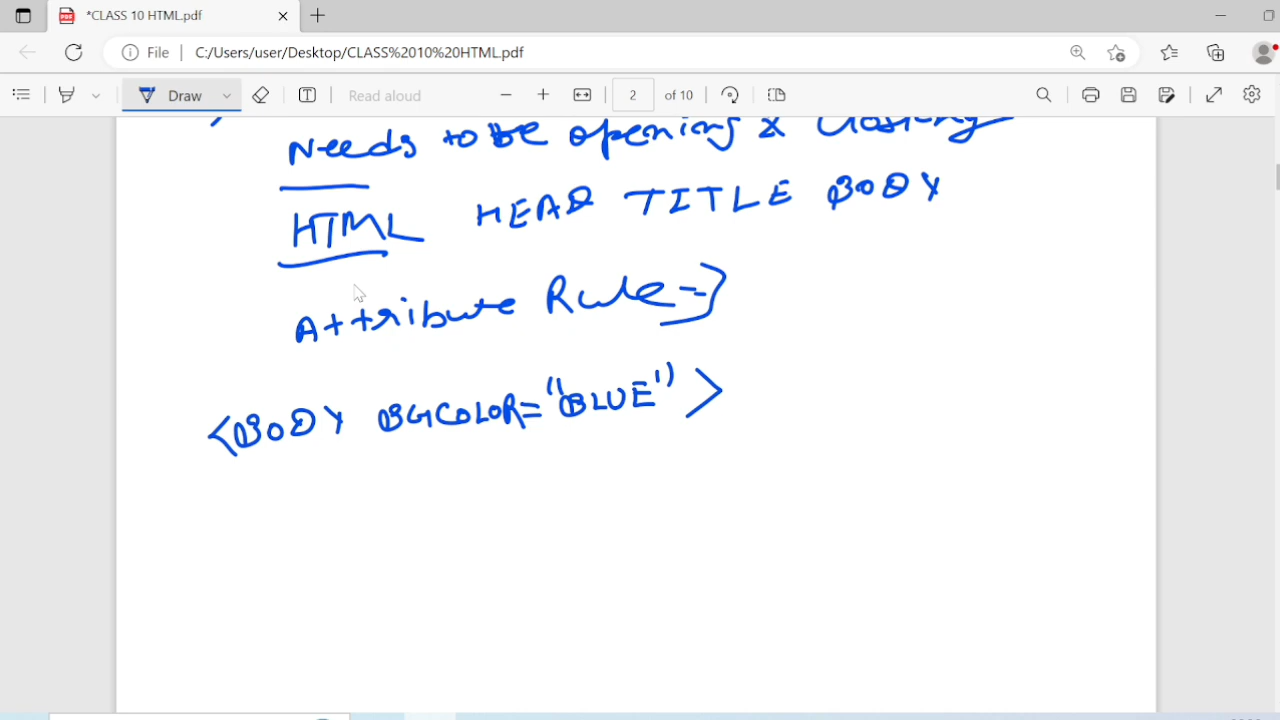 *CLASS 10 HTML.pdf
File | C:/Users/user/Desktop/CLASS%2010%20HTML.pdf
Draw Read aloud 2 of 10
Needs to be opening & closing
HTML HEAD TITLE BODY
Attribute Rule =>
<BODY BGCOLOR="BLUE">